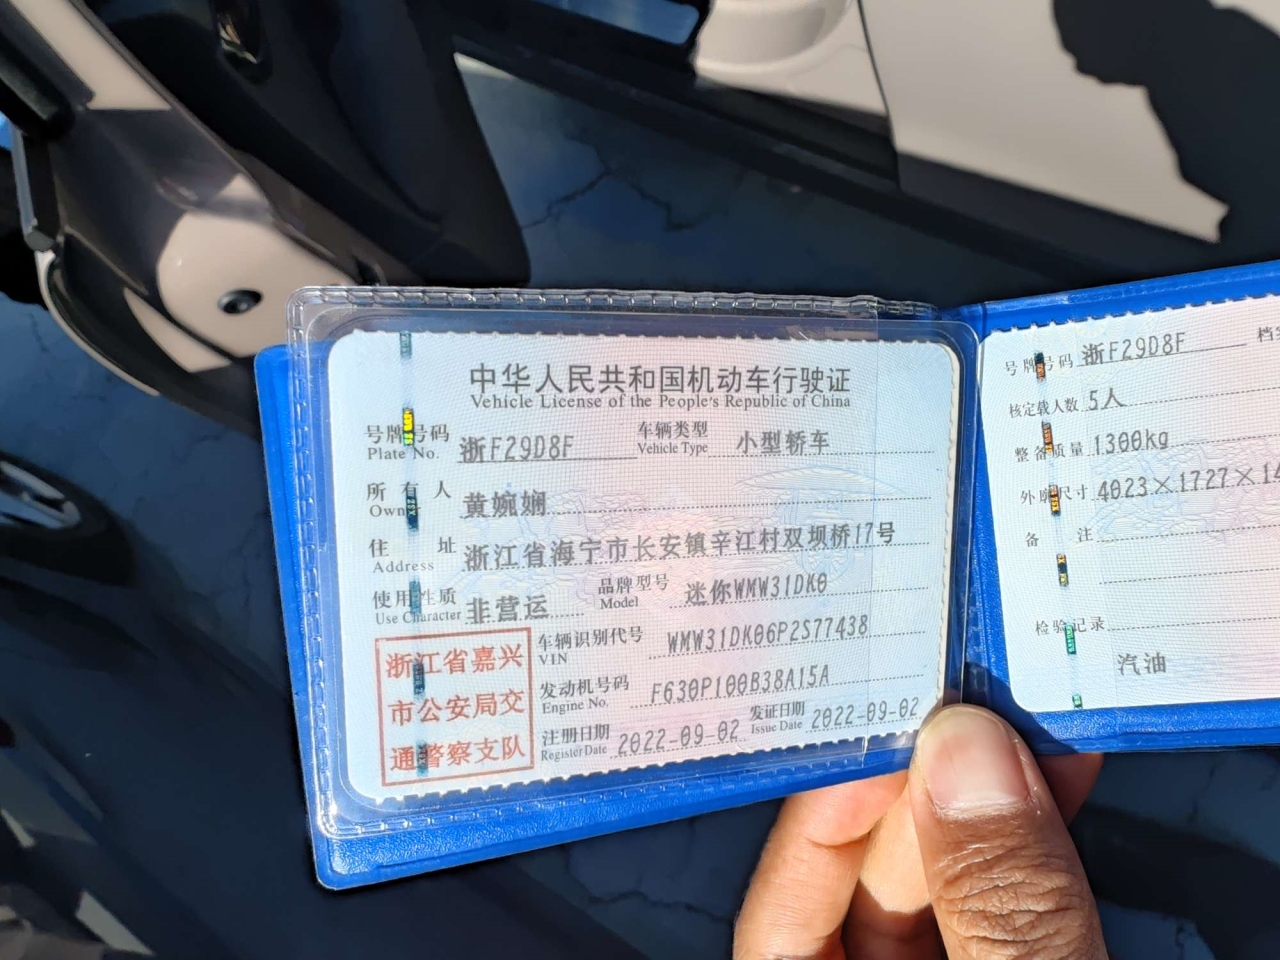 中华人民共和国机动车行驶证
Vehicle License of the People's Republic of China
号牌号码 浙F29D8F 车辆类型 小型轿车
Plate No. Vehicle Type
所有人 黄婉娴
Owner
住址 浙江省海宁市长安镇辛江村双坝桥17号
Address
使用性质 非营运 品牌型号 迷你WMW31DK0
Use Character Model
浙江省嘉兴
市公安局交
通警察支队
车辆识别代号 WMW31DK06P2S77438
VIN
发动机号码 F630P100B38A15A
Engine No.
注册日期 2022-09-02 发证日期 2022-09-02
Register Date Issue Date
号牌号码 浙F29D8F
核定载人数 5人
整备质量 1300kg
外廓尺寸 4023×1727×14
备注
检验记录
汽油